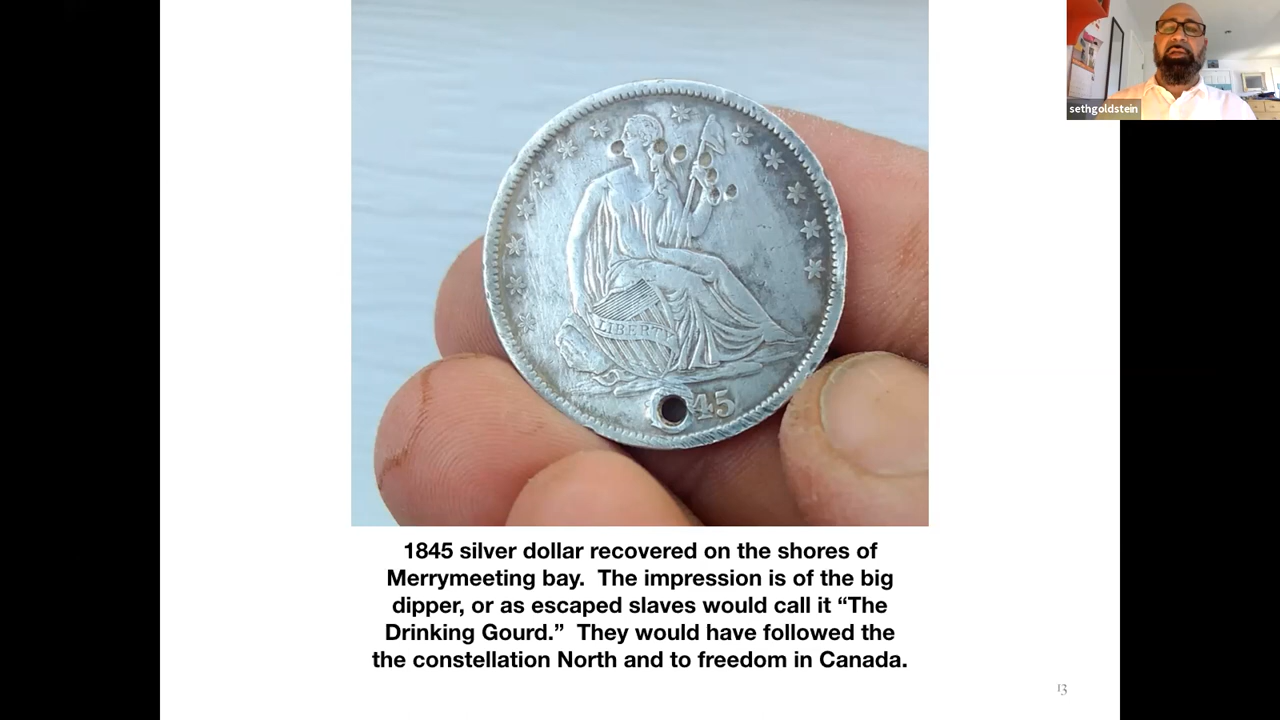 sethgoldstein
LIBERTY
45
1845 silver dollar recovered on the shores of
Merrymeeting bay.  The impression is of the big
dipper, or as escaped slaves would call it “The
Drinking Gourd.”  They would have followed the
the constellation North and to freedom in Canada.
13